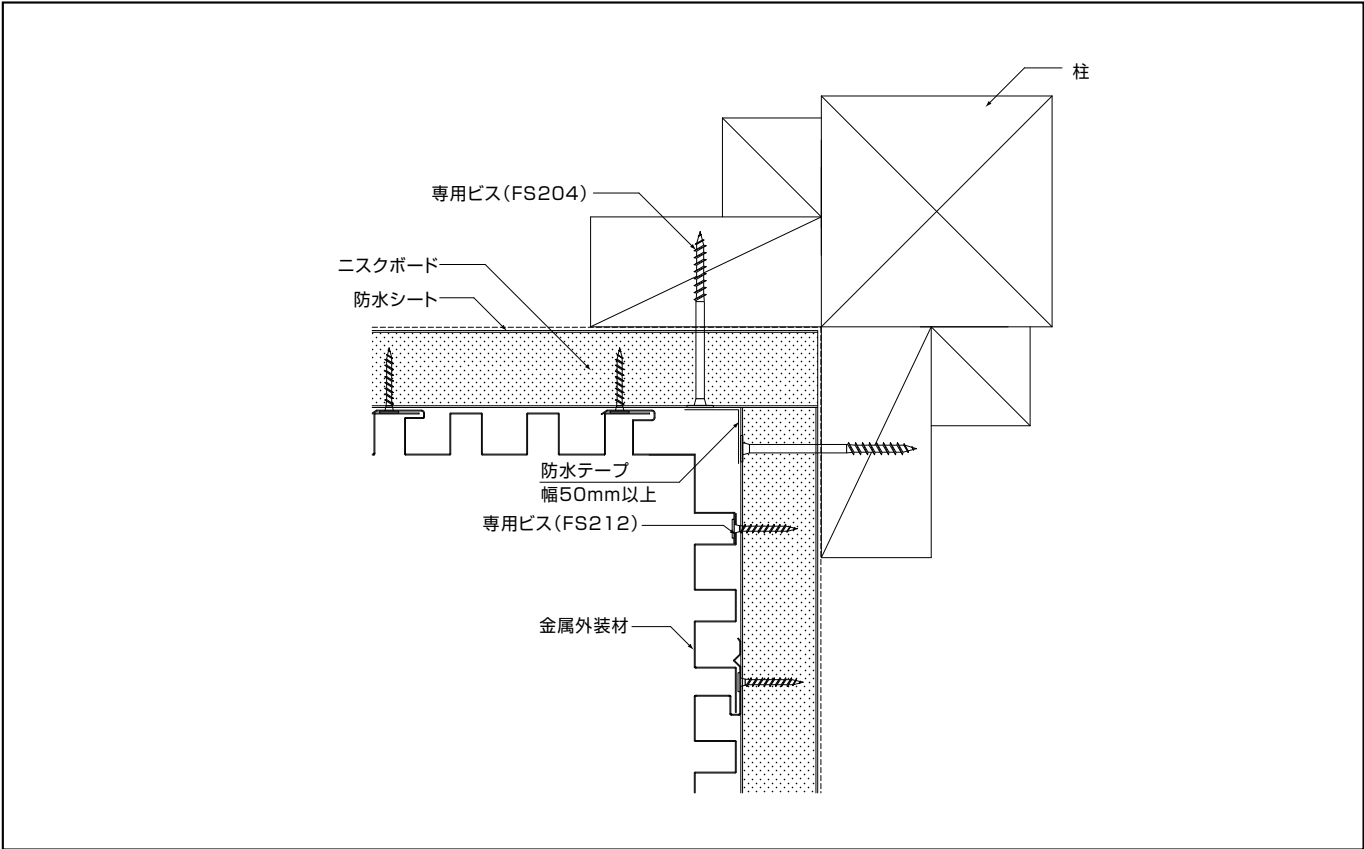 柱
専用ビス(FS204)
ニスクボード
防水シート
防水テープ
幅50mm以上
専用ビス(FS212)
金属外装材